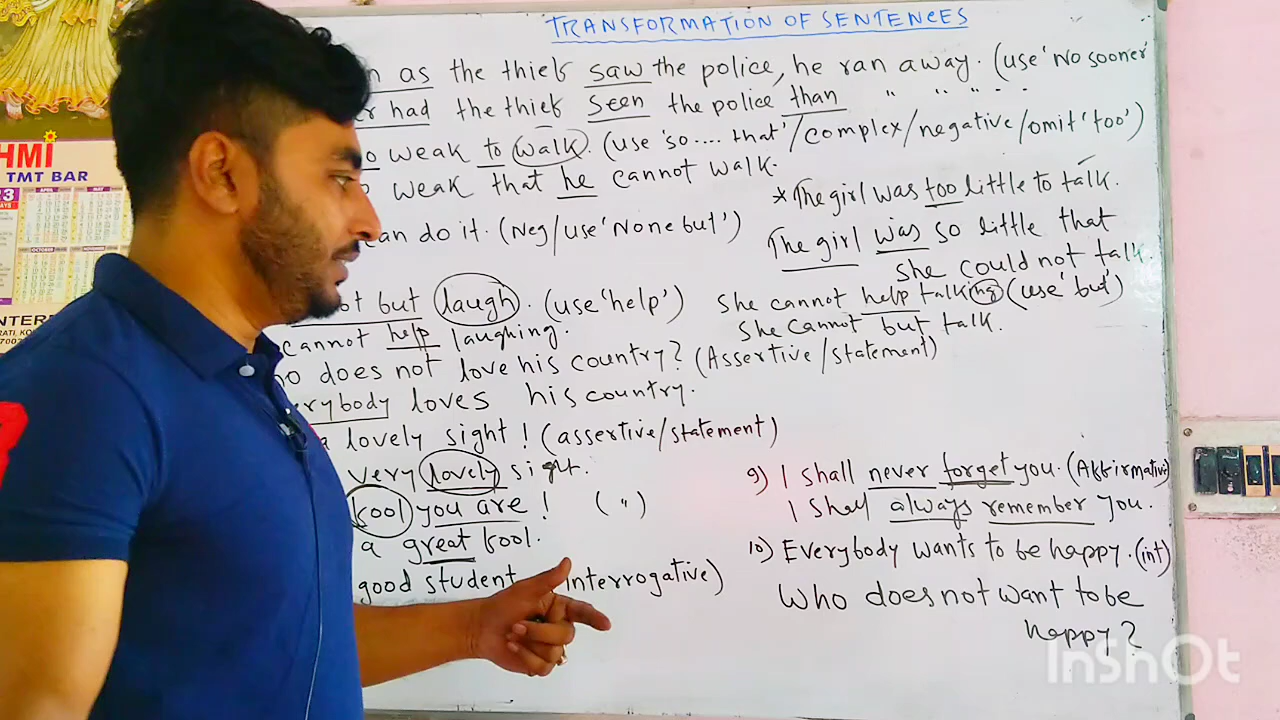 TRANSFORMATION OF SENTENCES
as the thief saw the police, he ran away. (use 'No sooner'
had the thief seen the police than " " " " "
weak to walk. (use 'so.... that'/complex/negative/omit 'too')
weak that he cannot walk.
*The girl was too little to talk.
can do it. (Neg/use 'None but')
The girl was so little that
she could not talk.
but laugh. (use 'help')
She cannot help talking (use 'but')
cannot help laughing.
She cannot but talk.
does not love his country? (Assertive/statement)
loves his country.
a lovely sight! (assertive/statement)
very lovely sight.
fool you are! (")
a great fool.
good student interrogative)
9) I shall never forget you. (Affirmative)
I shall always remember you.
10) Everybody wants to be happy. (int)
Who does not want to be
happy?
HMI
TMT BAR
InShOt